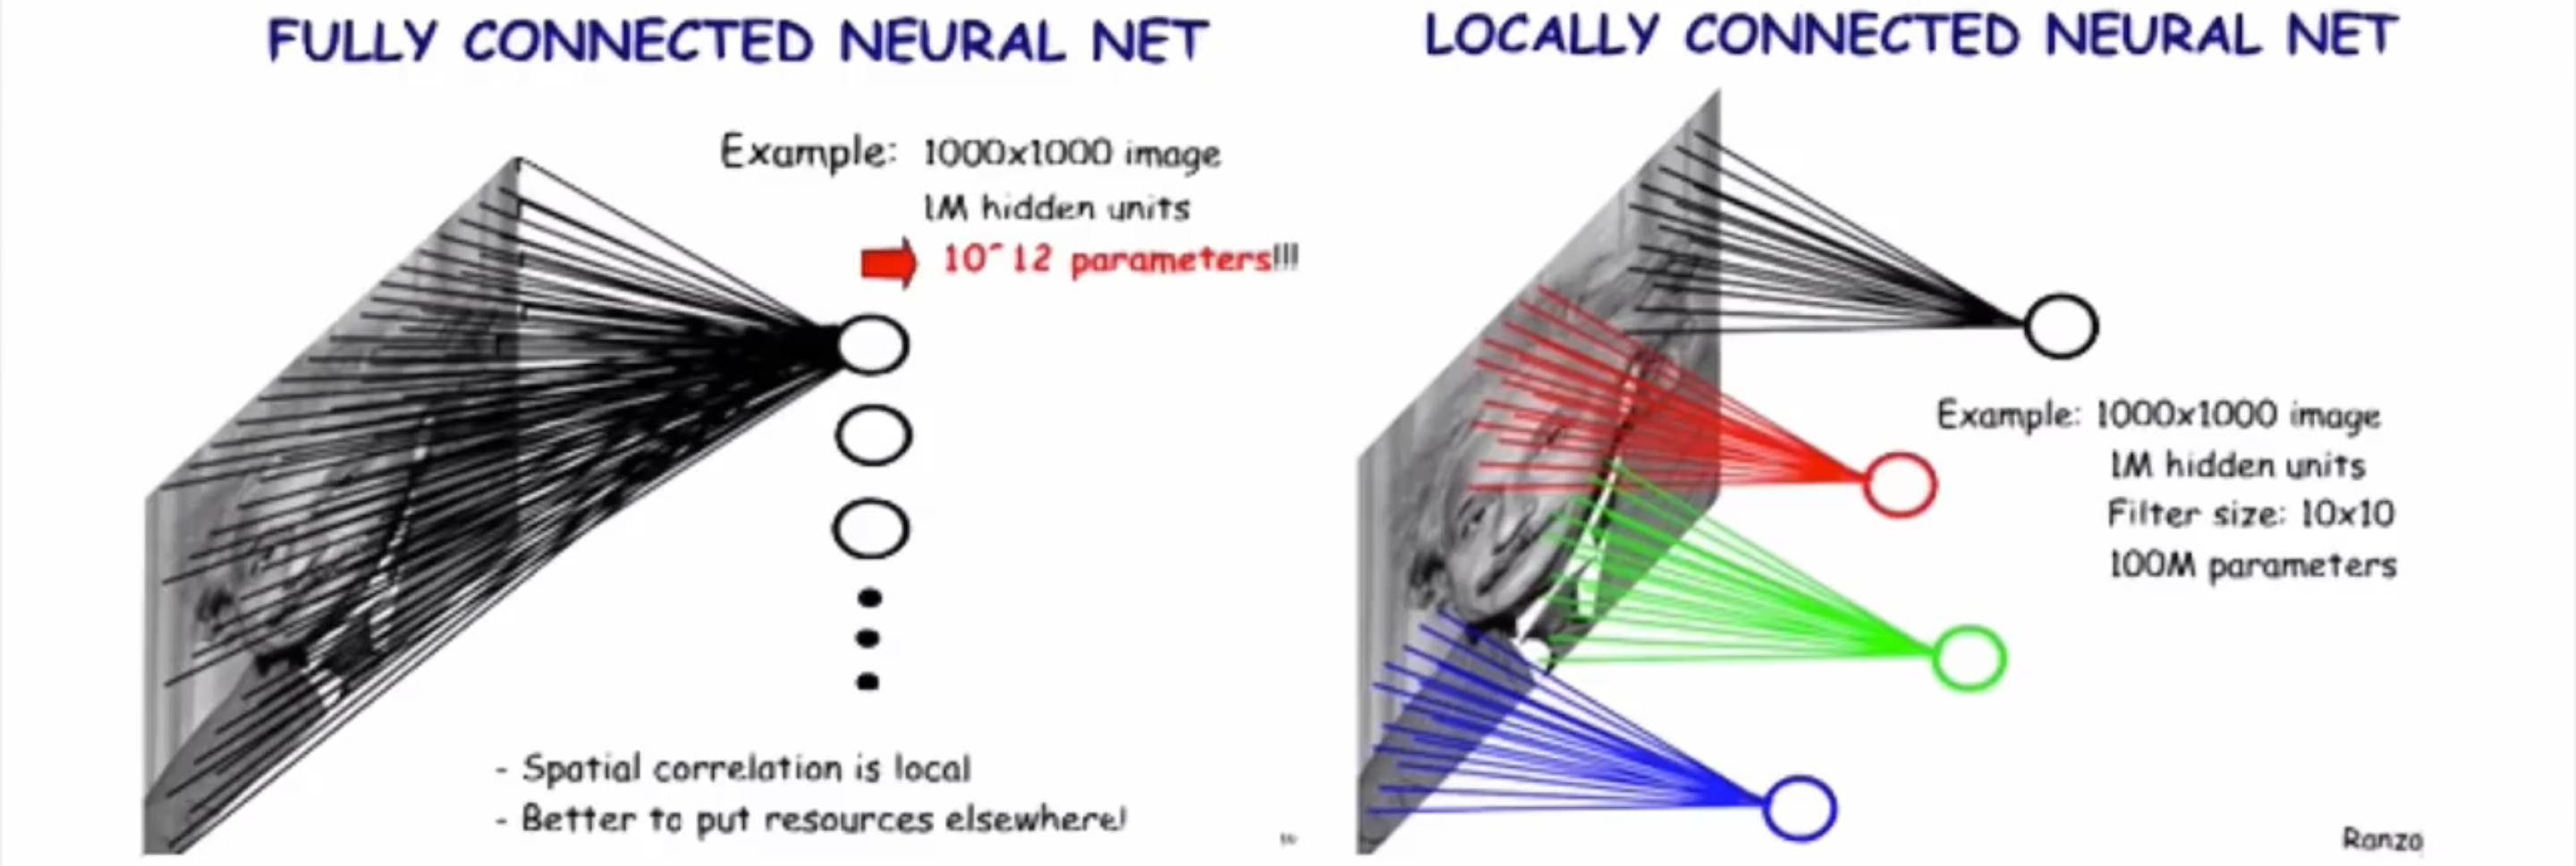 FULLY CONNECTED NEURAL NET
Example: 1000x1000 image
1M hidden units
10^12 parameters!!!
- Spatial correlation is local
- Better to put resources elsewhere!
LOCALLY CONNECTED NEURAL NET
Example: 1000x1000 image
1M hidden units
Filter size: 10x10
100M parameters
Ranzo